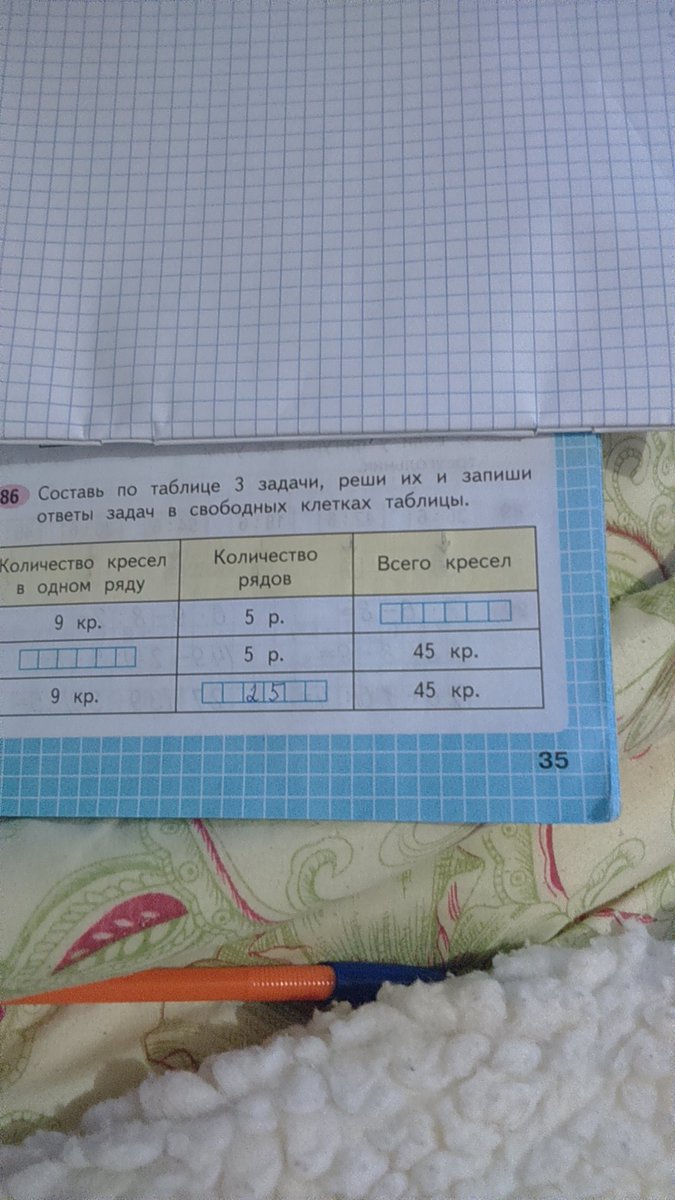 86 Составь по таблице 3 задачи, реши их и запиши
ответы задач в свободных клетках таблицы.
Количество кресел в одном ряду
Количество рядов
Всего кресел
9 кр. 5 р.
5 р. 45 кр.
9 кр. 25 45 кр.
35